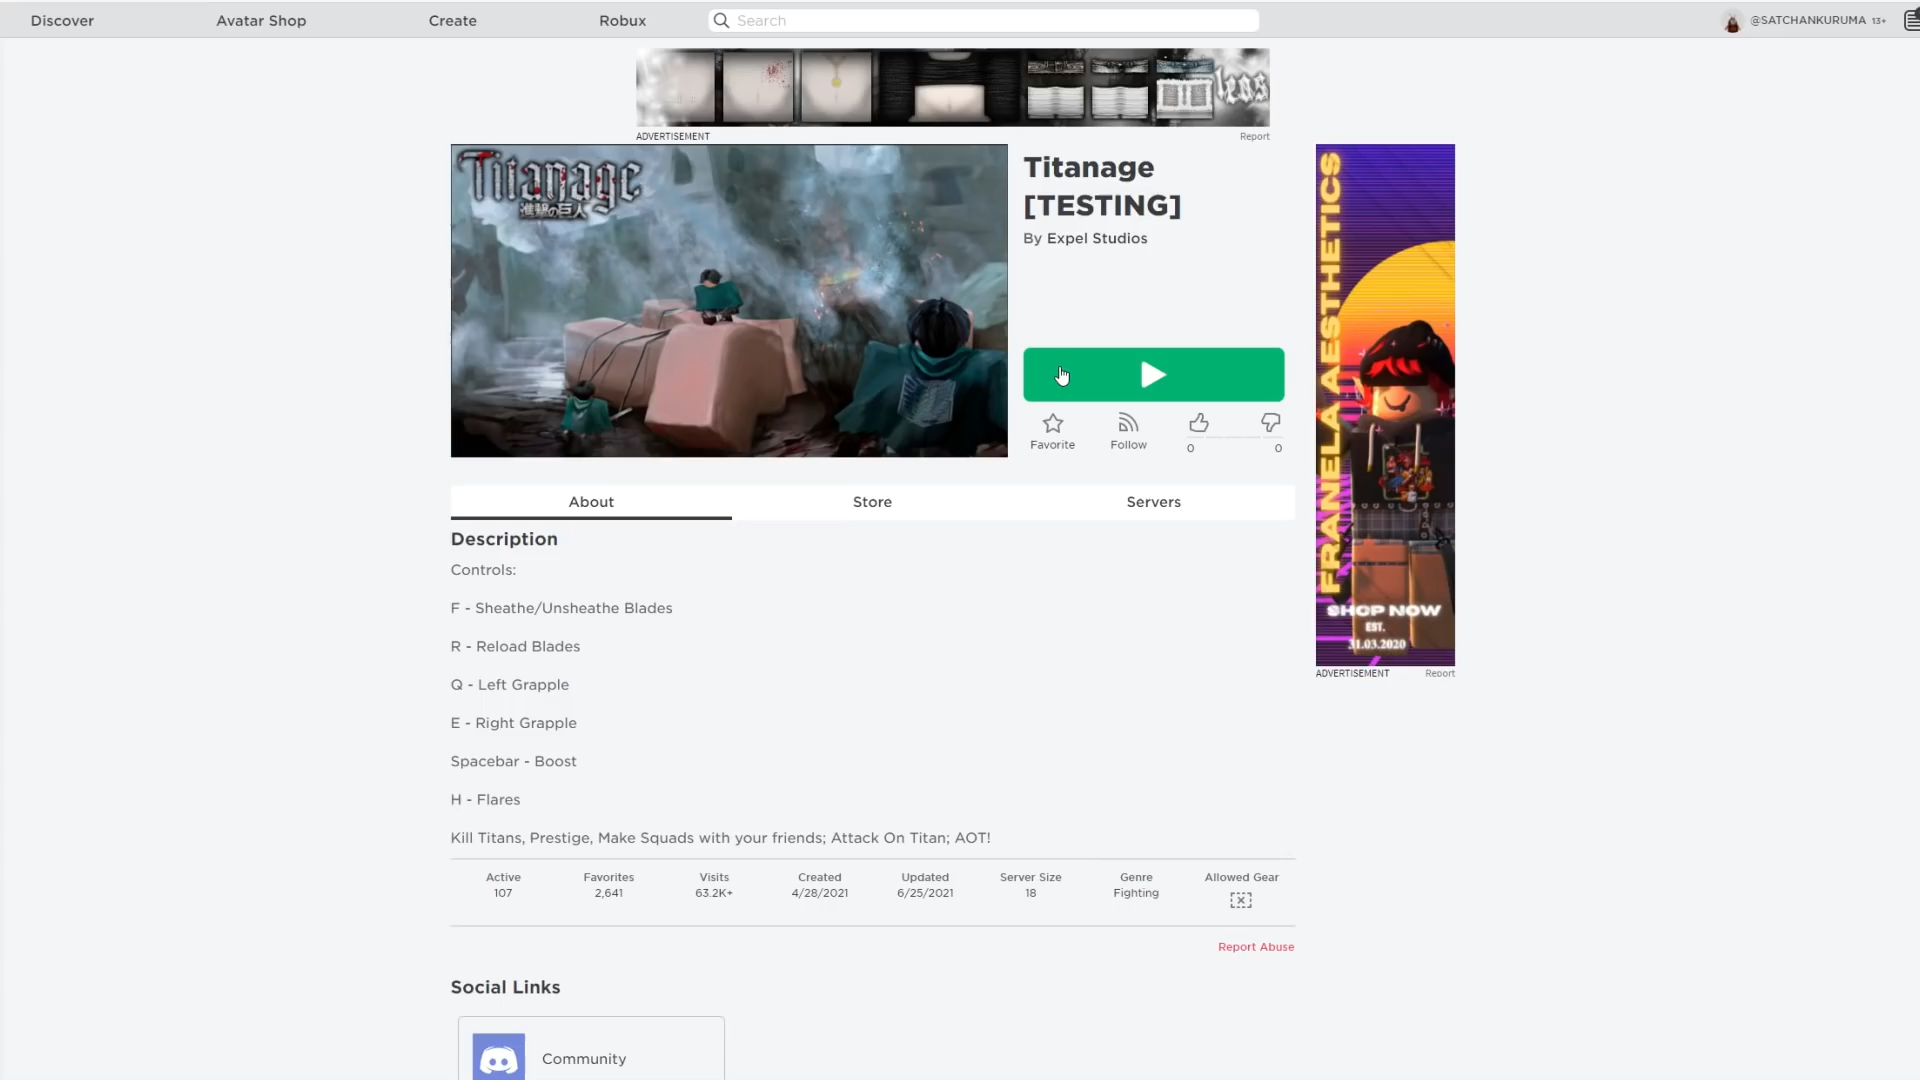 Discover
Avatar Shop
Create
Robux
Search
@SATCHANKURUMA 13+
ADVERTISEMENT
Report
Titanage
進撃の巨人
Titanage
[TESTING]
By Expel Studios
Favorite
Follow
0
0
FRANELA AESTHETICS
SHOP NOW
EST.
31.03.2020
ADVERTISEMENT
Report
About
Store
Servers
Description
Controls:
F - Sheathe/Unsheathe Blades
R - Reload Blades
Q - Left Grapple
E - Right Grapple
Spacebar - Boost
H - Flares
Kill Titans, Prestige, Make Squads with your friends; Attack On Titan; AOT!
Active
107
Favorites
2,641
Visits
63.2K+
Created
4/28/2021
Updated
6/25/2021
Server Size
18
Genre
Fighting
Allowed Gear
Report Abuse
Social Links
Community